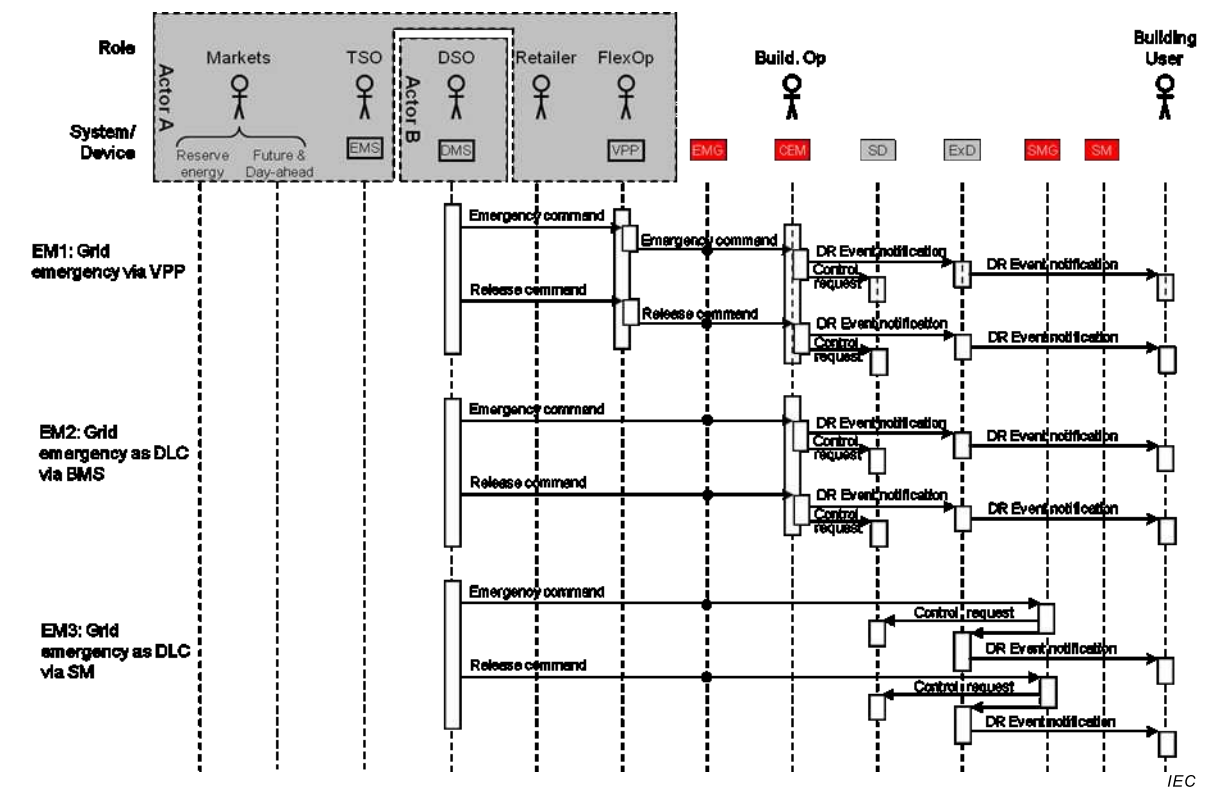 Role
Markets
TSO
DSO
Retailer
FlexOp
Build. Op
Building
User
Actor A
Actor B
System/
Device
Reserve
energy
Future &
Day-ahead
EMS
DMS
VPP
EMG
CEM
SD
ExD
SMG
SM
EM1: Grid
emergency via VPP
Emergency command
Emergency command
DR Event notification
Control
request
DR Event notification
Release command
Release command
DR Event notification
Control
request
DR Event notification
EM2: Grid
emergency as DLC
via BMS
Emergency command
DR Event notification
Control
request
DR Event notification
Release command
DR Event notification
Control
request
DR Event notification
EM3: Grid
emergency as DLC
via SM
Emergency command
Control request
DR Event notification
Release command
Control request
DR Event notification
IEC